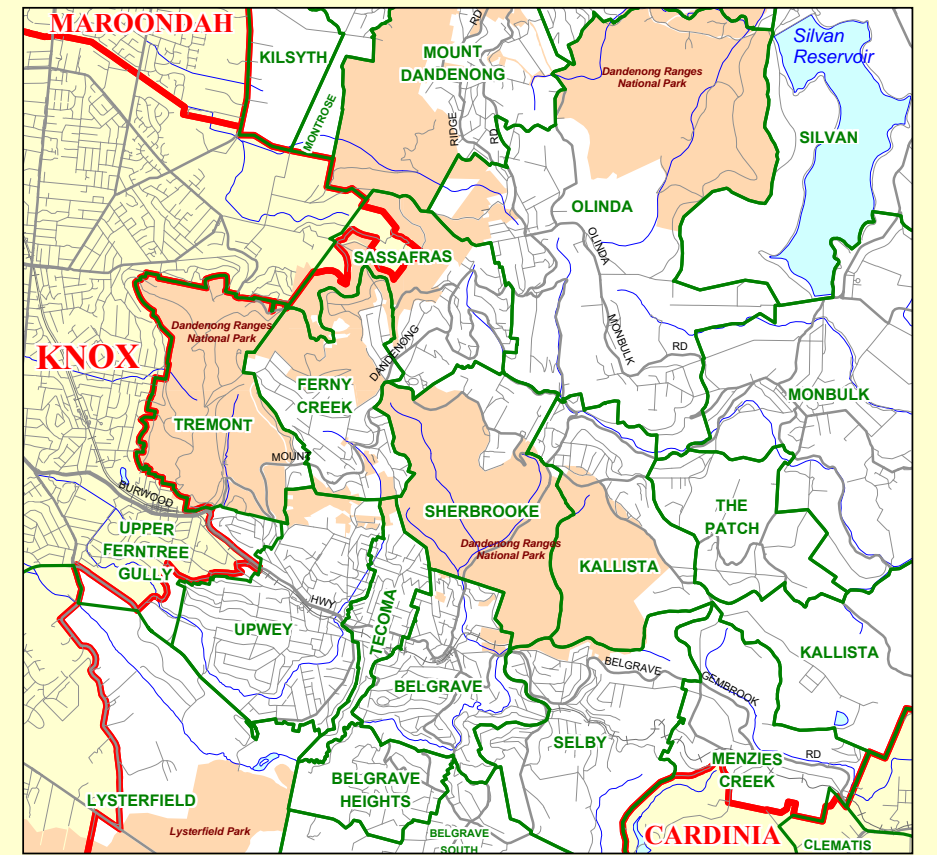 MAROONDAH
KILSYTH
MOUNT
DANDENONG
RD
Dandenong Ranges
National Park
Silvan
Reservoir
MONTROSE
RIDGE
RD
SILVAN
OLINDA
OLINDA
SASSAFRAS
Dandenong Ranges
National Park
MONBULK
RD
KNOX
DANDENONG
FERNY
CREEK
MONBULK
TREMONT
MOUNT
BURWOOD
UPPER
FERNTREE
GULLY
SHERBROOKE
THE
PATCH
Dandenong Ranges
National Park
KALLISTA
HWY
TECOMA
UPWEY
BELGRAVE
GEMBROOK
KALLISTA
BELGRAVE
SELBY
RD
MENZIES
CREEK
BELGRAVE
HEIGHTS
LYSTERFIELD
Lysterfield Park
BELGRAVE
SOUTH
CARDINIA
CLEMATIS